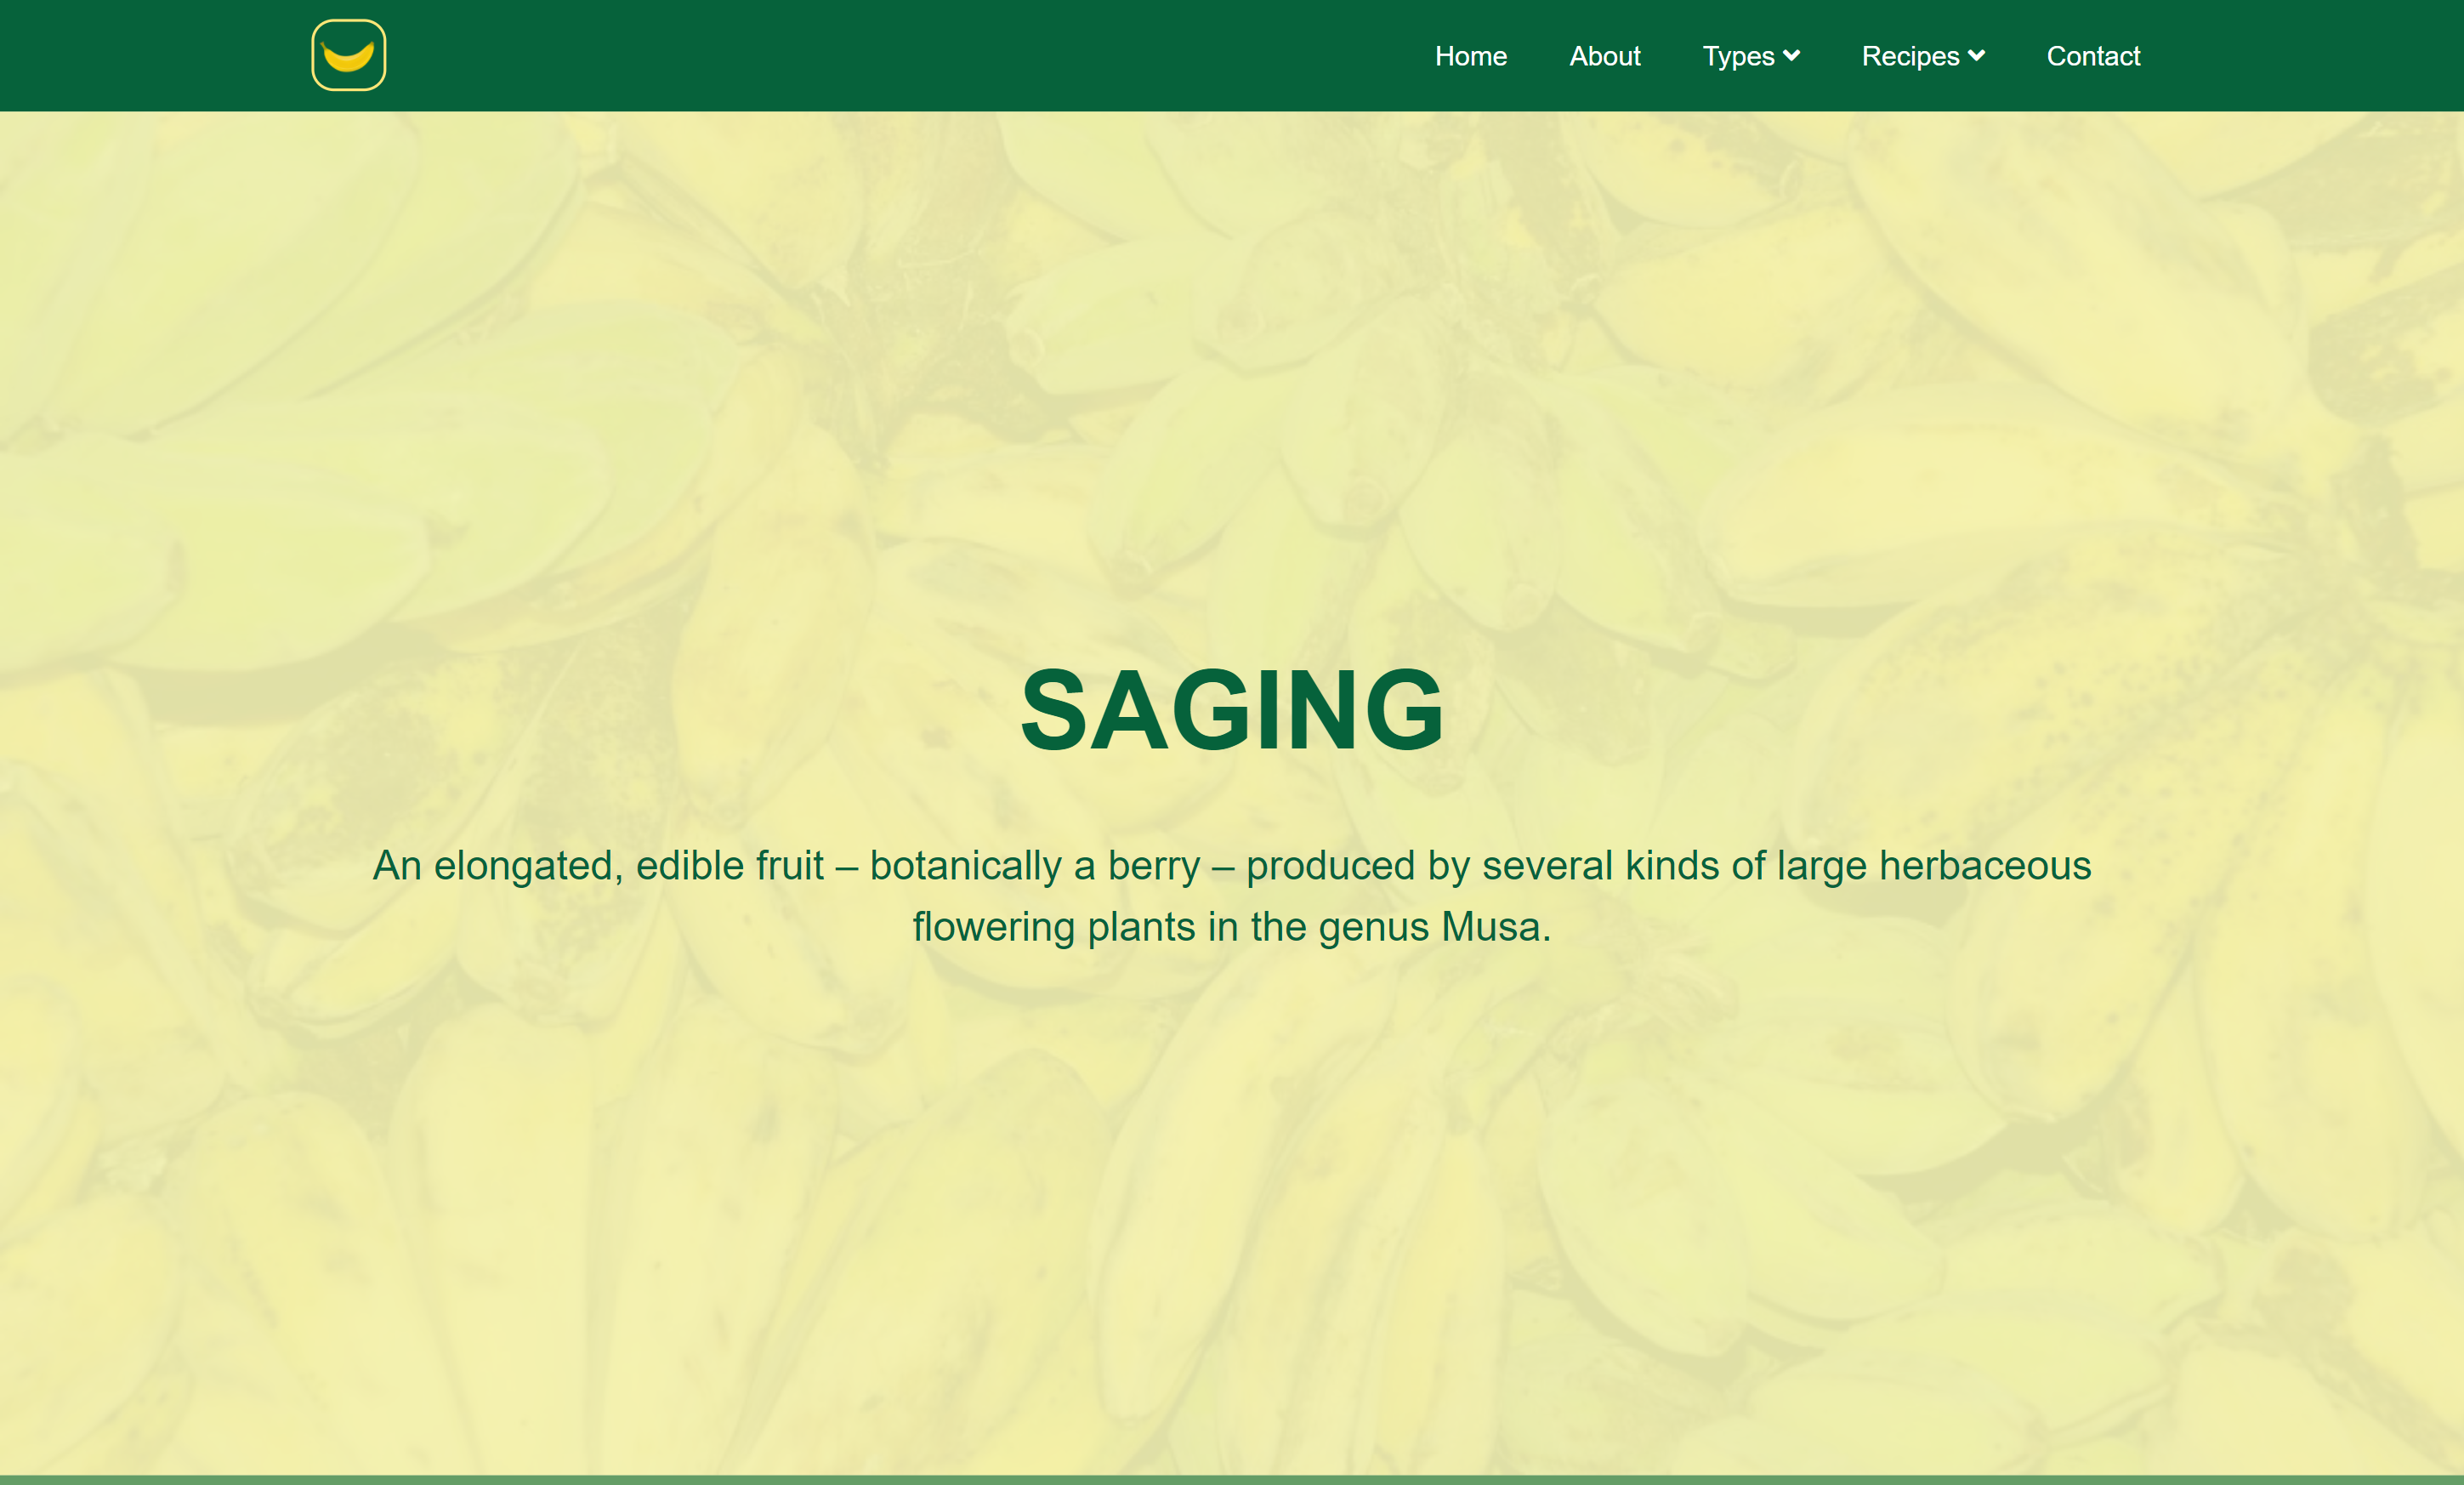 Home About Types Recipes Contact
SAGING
An elongated, edible fruit – botanically a berry – produced by several kinds of large herbaceous
flowering plants in the genus Musa.